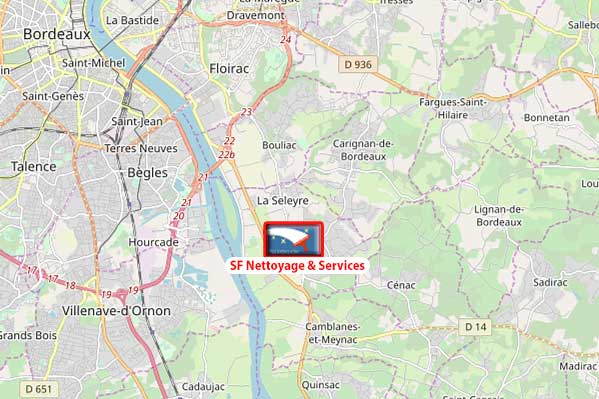 La Bastide
Dravemont
Tresses
Bordeaux
24
Sallebo
Saint-Michel
Floirac
D 936
Saint-Genès
Fargues-Saint-
Hilaire
Saint-Jean
23
Bonnetan
Terres Neuves
22
Bouliac
Carignan-de-
Bordeaux
22b
Talence
Bègles
21
20
La Seleyre
Lignan-de-
Bordeaux
Hourcade
SF Nettoyage & Services
17
17
18
19
Cénac
Sadirac
Villenave-d'Ornon
Grands Bois
Camblanes-
et-Meynac
D 14
Madirac
D 651
Cadaujac
Quinsac